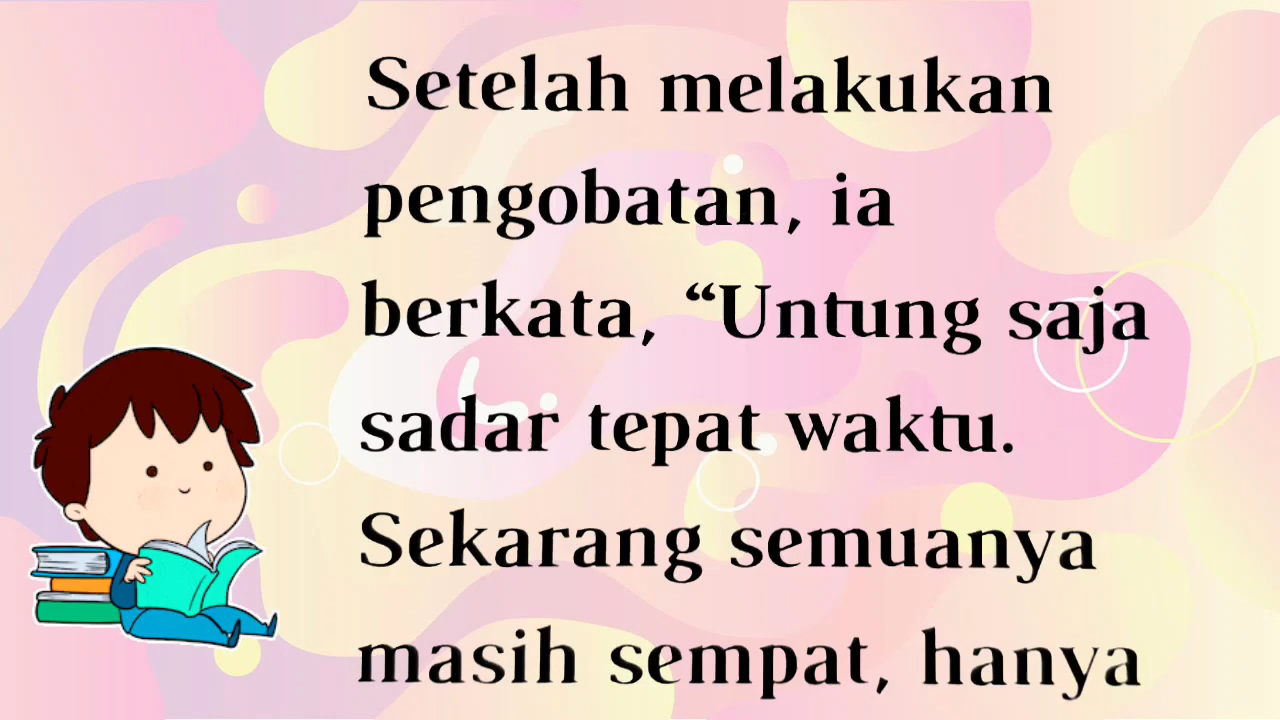 Setelah melakukan
pengobatan, ia
berkata, “Untung saja
sadar tepat waktu.
Sekarang semuanya
masih sempat, hanya